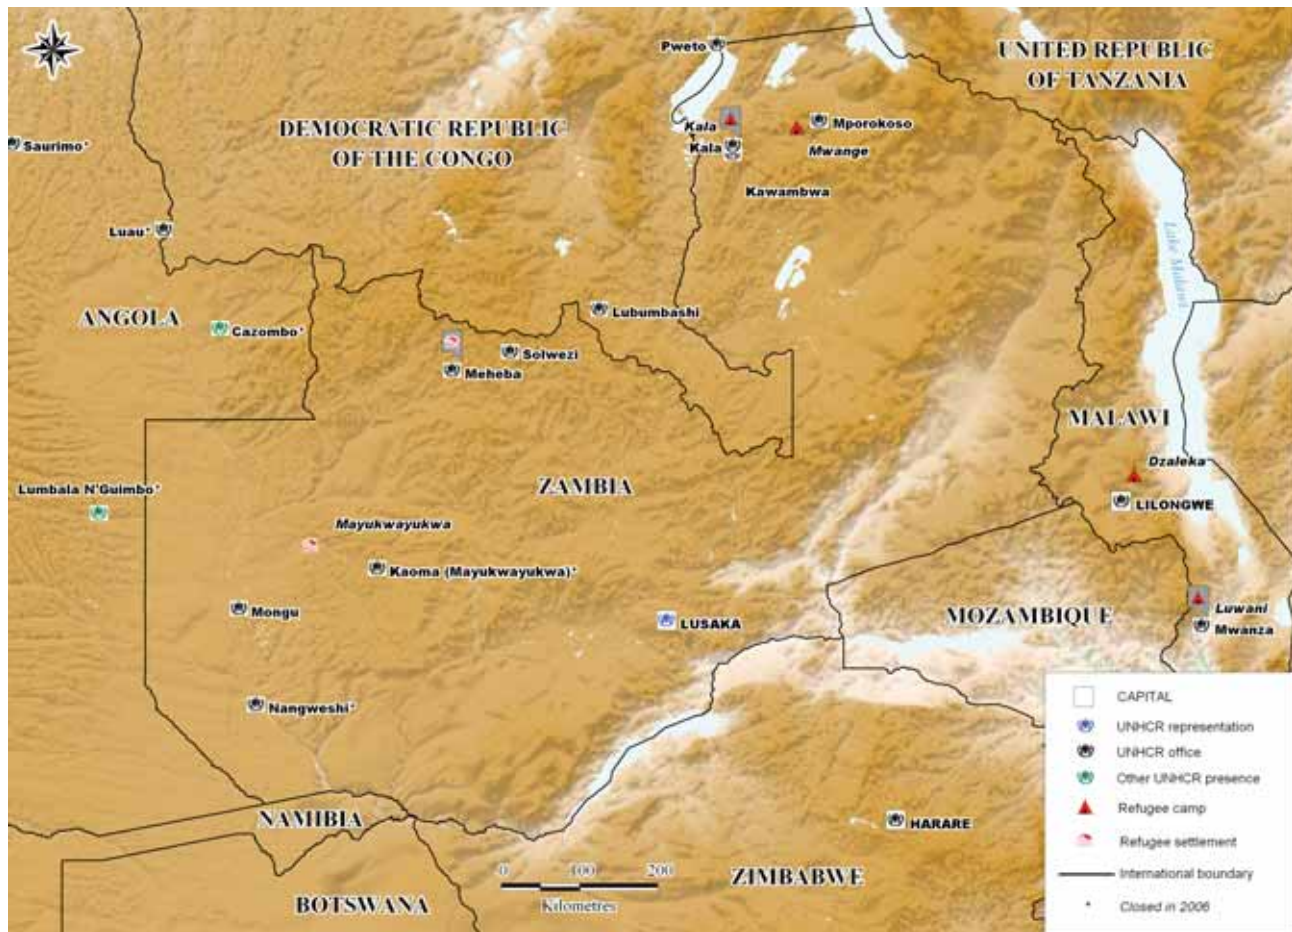 Pweto
UNITED REPUBLIC
OF TANZANIA
DEMOCRATIC REPUBLIC
OF THE CONGO
Kala
Mporokoso
Saurimo*
Kala
Mwange
Kawambwa
Luau*
Lake Malawi
ANGOLA
Cazombo*
Lubumbashi
Solwezi
Meheba
MALAWI
Dzaleka
Lumbala N'Guimbo*
ZAMBIA
LILONGWE
Mayukwayukwa
Kaoma (Mayukwayukwa)*
Mongu
LUSAKA
MOZAMBIQUE
Luwani
Mwanza
Nangweshi*
NAMIBIA
HARARE
0 100 200
Kilometres
ZIMBABWE
BOTSWANA
CAPITAL
UNHCR representation
UNHCR office
Other UNHCR presence
Refugee camp
Refugee settlement
International boundary
* Closed in 2006